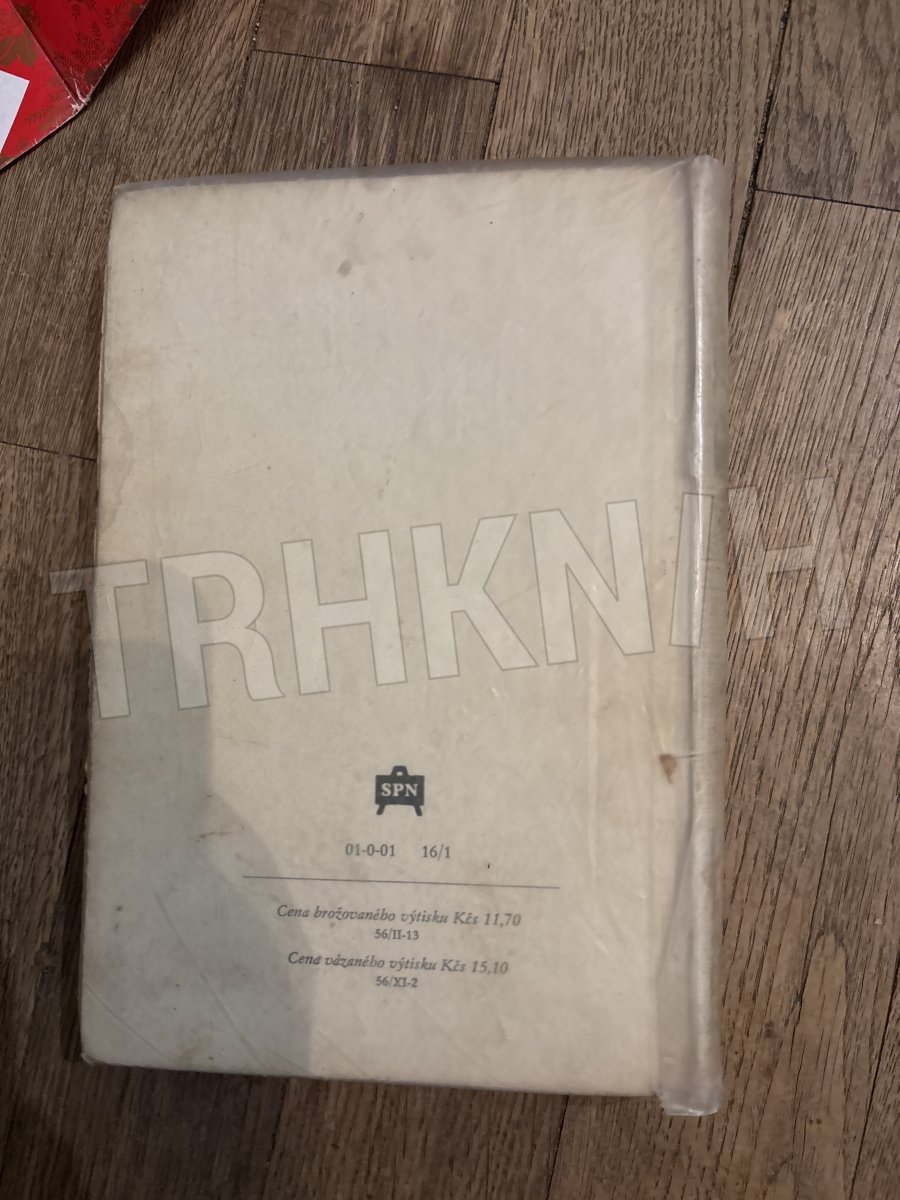 TRHKNIH
SPN
01-0-01 16/1
Cena brožovaného výtisku Kčs 11,70
56/II-13
Cena vázaného výtisku Kčs 15,10
56/XI-2